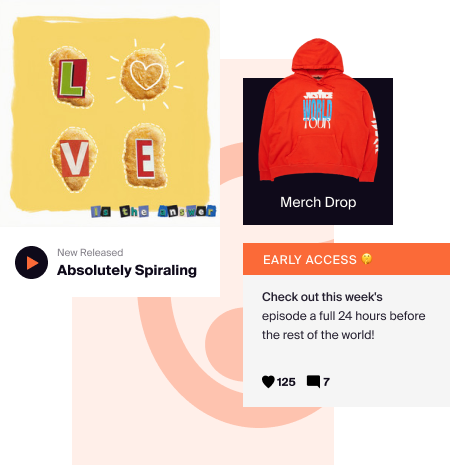 L
V E
is the answer
New Released
Absolutely Spiraling
JUSTICE
WORLD
TOUR
Merch Drop
EARLY ACCESS 🤫
Check out this week's
episode a full 24 hours before
the rest of the world!
125 7